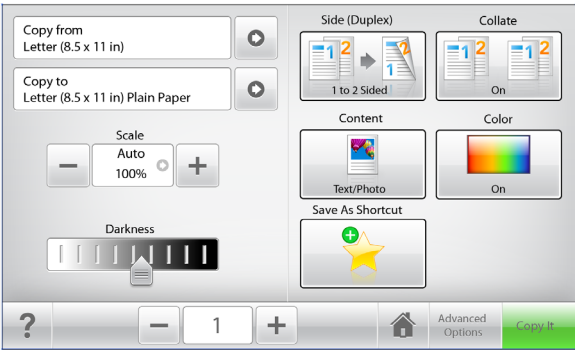 Copy from
Letter (8.5 x 11 in)
Copy to
Letter (8.5 x 11 in) Plain Paper
Scale
Auto
100%
Darkness
Side (Duplex)
1 2 2 1
1 to 2 Sided
Collate
1 2 1 2
On
Content
Text/Photo
Color
On
Save As Shortcut
?
1
Advanced
Options
Copy It